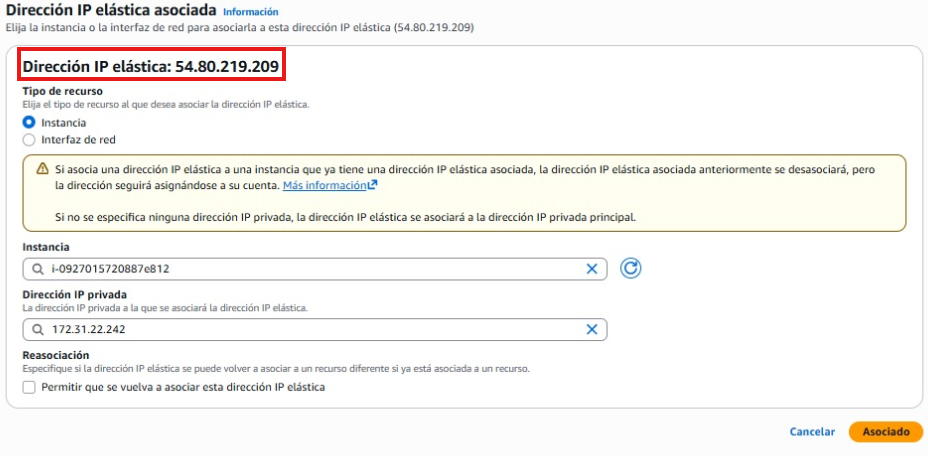 Dirección IP elástica asociada Información
Elija la instancia o la interfaz de red para asociarla a esta dirección IP elástica (54.80.219.209)
Dirección IP elástica: 54.80.219.209
Tipo de recurso
Elija el tipo de recurso al que desea asociar la dirección IP elástica.
Instancia
Interfaz de red
Si asocia una dirección IP elástica a una instancia que ya tiene una dirección IP elástica asociada, la dirección IP elástica asociada anteriormente se desasociará, pero
la dirección seguirá asignándose a su cuenta. Más información
Si no se especifica ninguna dirección IP privada, la dirección IP elástica se asociará a la dirección IP privada principal.
Instancia
i-0927015720887e812
Dirección IP privada
La dirección IP privada a la que se asociará la dirección IP elástica.
172.31.22.242
Reasociación
Especifique si la dirección IP elástica se puede volver a asociar a un recurso diferente si ya está asociada a un recurso.
Permitir que se vuelva a asociar esta dirección IP elástica
Cancelar Asociado